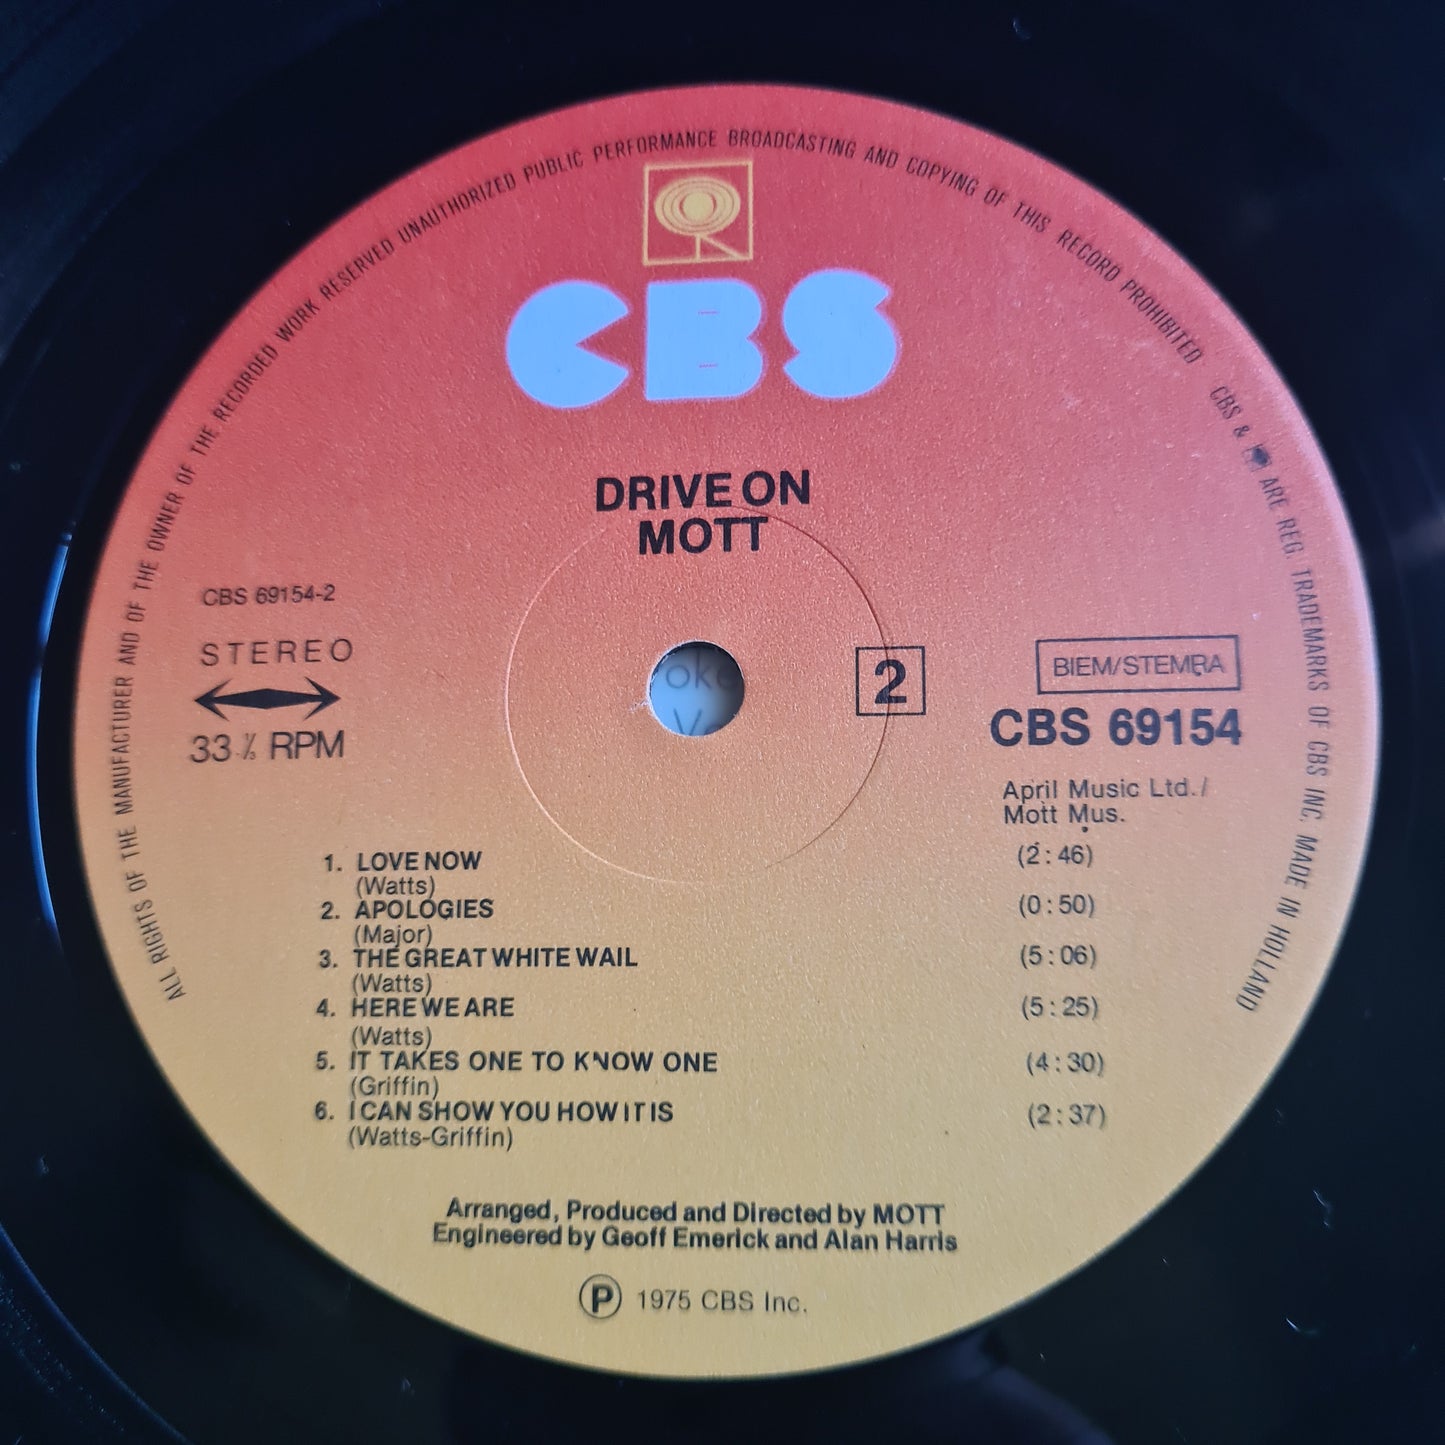 ALL RIGHTS OF THE MANUFACTURER AND OF THE OWNER OF THE RECORDED WORK RESERVED UNAUTHORIZED PUBLIC PERFORMANCE BROADCASTING AND COPYING OF THIS RECORD PROHIBITED CBS & ARE REG. TRADEMARKS OF CBS INC. MADE IN HOLLAND
CBS
DRIVE ON
MOTT
CBS 69154-2
STEREO
33⅓ RPM
2
BIEM/STEMRA
CBS 69154
April Music Ltd./
Mott Mus.
1. LOVE NOW (2:46)
(Watts)
2. APOLOGIES (0:50)
(Major)
3. THE GREAT WHITE WAIL (5:06)
(Watts)
4. HERE WE ARE (5:25)
(Watts)
5. IT TAKES ONE TO KNOW ONE (4:30)
(Griffin)
6. I CAN SHOW YOU HOW IT IS (2:37)
(Watts-Griffin)
Arranged, Produced and Directed by MOTT
Engineered by Geoff Emerick and Alan Harris
Ⓟ 1975 CBS Inc.